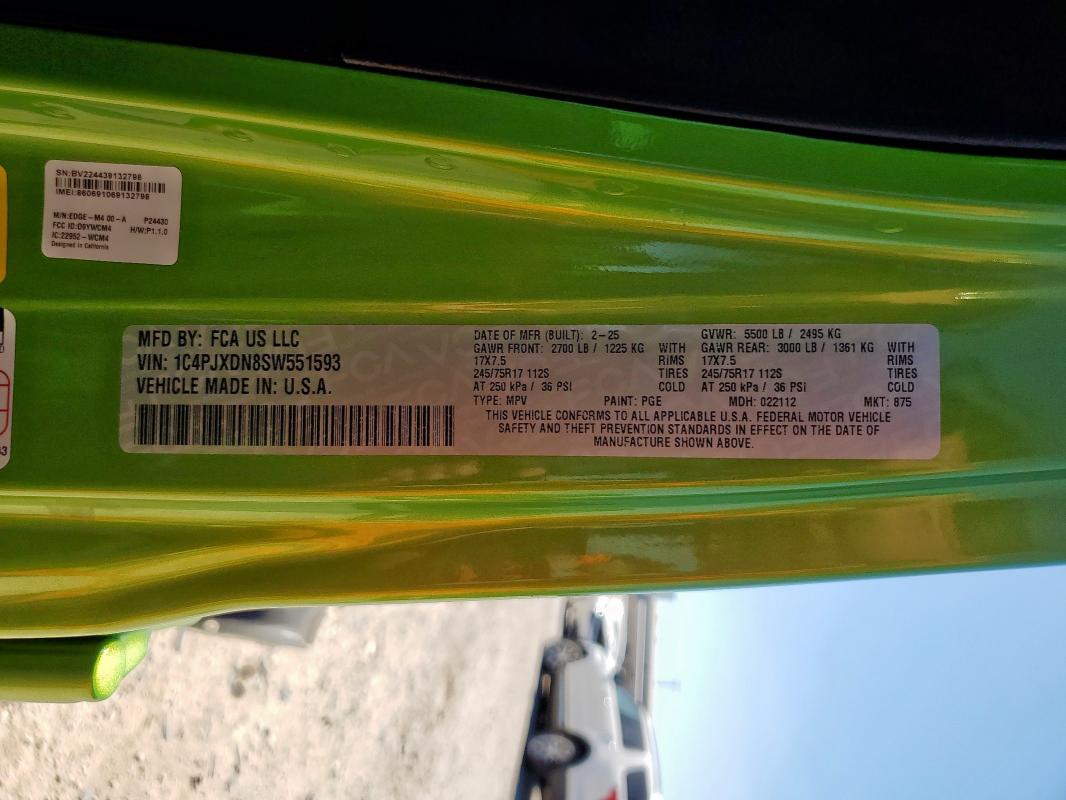 SN:BV224439132798
IMEI:860691069132798
M/N:EDGE-M4 00-A P24430
FCC ID:O9YWCM4 H/W:P1.1.0
IC:22952-WCM4
Designed in California
MFD BY: FCA US LLC
VIN: 1C4PJXDN8SW551593
VEHICLE MADE IN: U.S.A.
DATE OF MFR (BUILT): 2-25 GVWR: 5500 LB / 2495 KG
GAWR FRONT: 2700 LB / 1225 KG WITH GAWR REAR: 3000 LB / 1361 KG WITH
17X7.5 RIMS 17X7.5 RIMS
245/75R17 112S TIRES 245/75R17 112S TIRES
AT 250 kPa / 36 PSI COLD AT 250 kPa / 36 PSI COLD
TYPE: MPV PAINT: PGE MDH: 022112 MKT: 875
THIS VEHICLE CONFORMS TO ALL APPLICABLE U.S.A. FEDERAL MOTOR VEHICLE
SAFETY AND THEFT PREVENTION STANDARDS IN EFFECT ON THE DATE OF
MANUFACTURE SHOWN ABOVE.